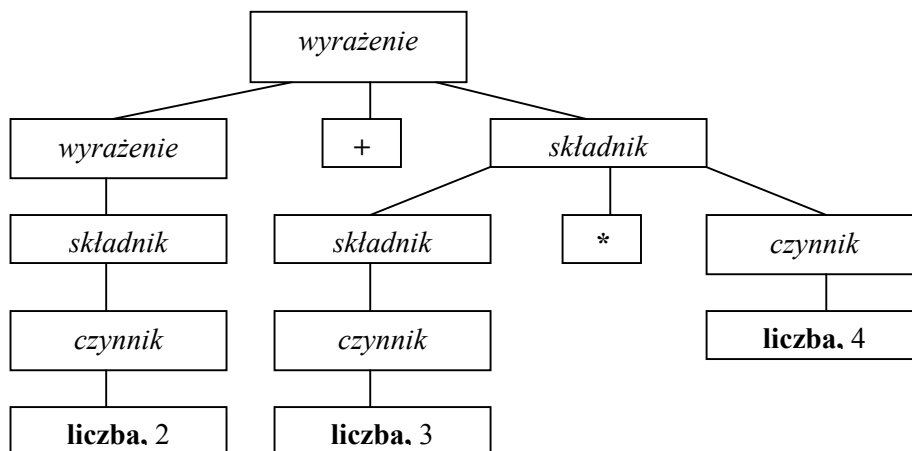 wyrażenie
wyrażenie + składnik
składnik składnik * czynnik
czynnik czynnik liczba, 4
liczba, 2 liczba, 3